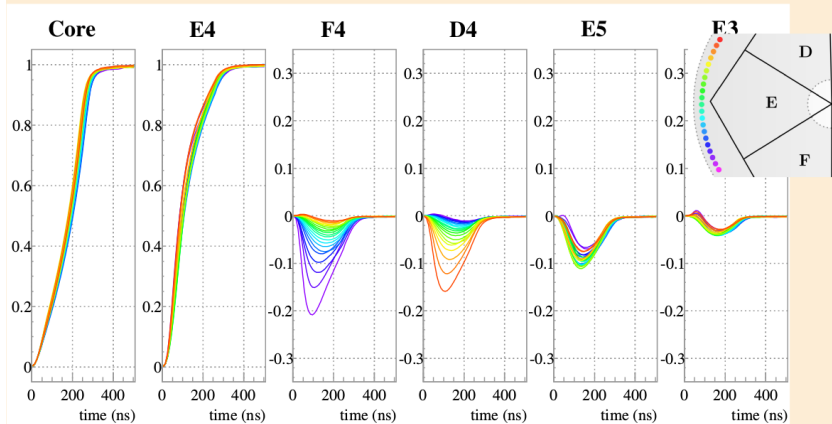 Core E4 F4 D4 E5 E3
1 1 0.3 0.3 0.3 0.3 D
0.8 0.8 0.2 0.2 0.2 0.2 E
0.6 0.6 0.1 0.1 0.1 0.1 F
0 0 0 0
0.4 0.4 -0.1 -0.1 -0.1 -0.1
0.2 0.2 -0.2 -0.2 -0.2 -0.2
0 0 -0.3 -0.3 -0.3 -0.3
0 200 400 0 200 400 0 200 400 0 200 400 0 200 400 0 200 400
time (ns) time (ns) time (ns) time (ns) time (ns) time (ns)